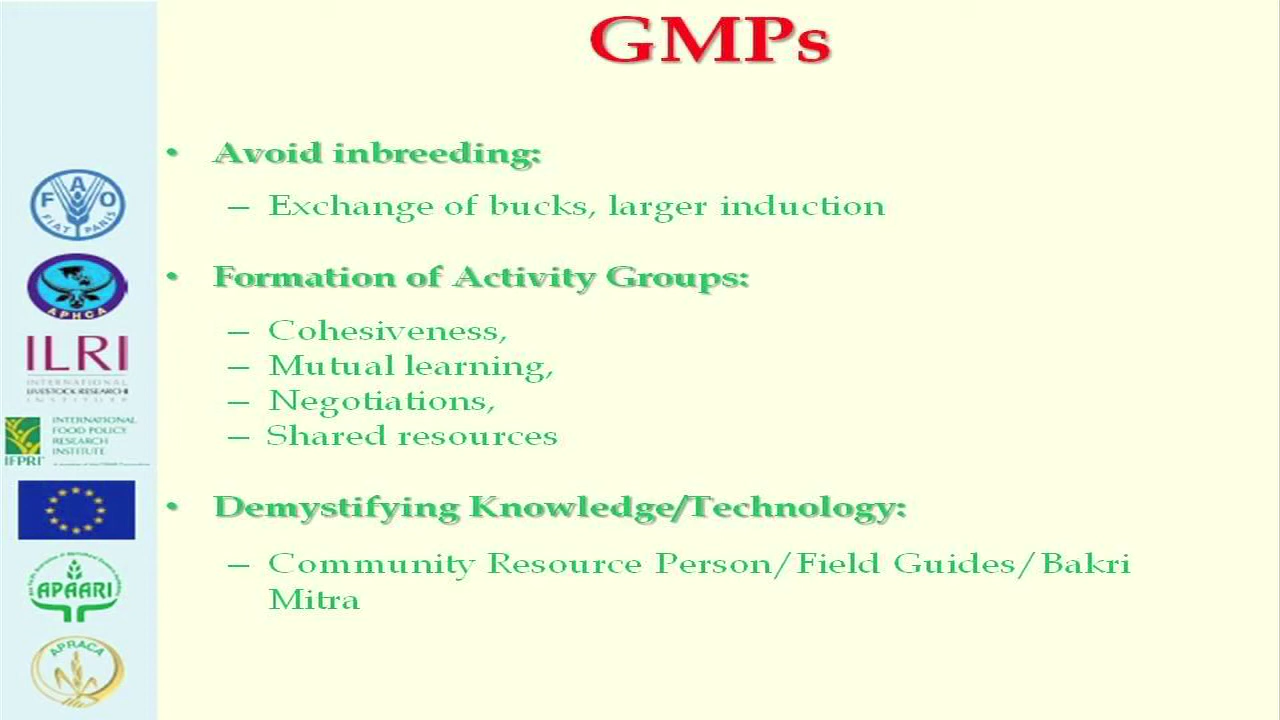 GMPs
• Avoid inbreeding:
– Exchange of bucks, larger induction
• Formation of Activity Groups:
– Cohesiveness,
– Mutual learning,
– Negotiations,
– Shared resources
• Demystifying Knowledge/Technology:
– Community Resource Person/Field Guides/Bakri
Mitra
FAO
FIAT PANIS
APHCA
ILRI
INTERNATIONAL
LIVESTOCK RESEARCH
INSTITUTE
INTERNATIONAL
FOOD POLICY
RESEARCH
INSTITUTE
IFPRI
APAARI
APRACA